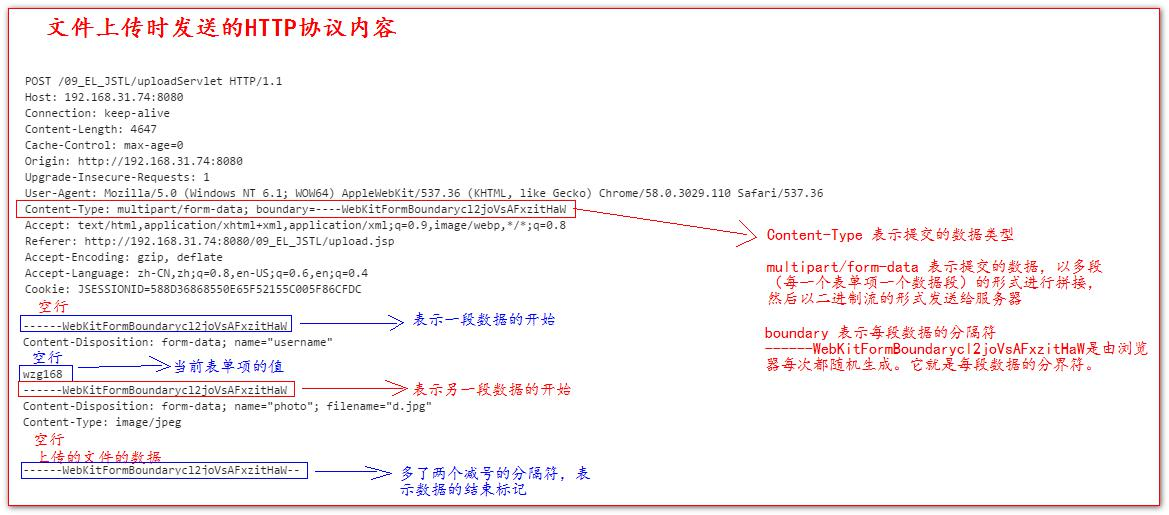 文件上传时发送的HTTP协议内容
POST /09_EL_JSTL/uploadServlet HTTP/1.1
Host: 192.168.31.74:8080
Connection: keep-alive
Content-Length: 4647
Cache-Control: max-age=0
Origin: http://192.168.31.74:8080
Upgrade-Insecure-Requests: 1
User-Agent: Mozilla/5.0 (Windows NT 6.1; WOW64) AppleWebKit/537.36 (KHTML, like Gecko) Chrome/58.0.3029.110 Safari/537.36
Content-Type: multipart/form-data; boundary=----WebKitFormBoundarycl2joVsAFxzitHaW
Accept: text/html,application/xhtml+xml,application/xml;q=0.9,image/webp,*/*;q=0.8
Referer: http://192.168.31.74:8080/09_EL_JSTL/upload.jsp
Accept-Encoding: gzip, deflate
Accept-Language: zh-CN,zh;q=0.8,en-US;q=0.6,en;q=0.4
Cookie: JSESSIONID=588D36868550E65F52155C005F86CFDC
空行
------WebKitFormBoundarycl2joVsAFxzitHaW
表示一段数据的开始
Content-Disposition: form-data; name="username"
空行
当前表单项的值
wzg168
------WebKitFormBoundarycl2joVsAFxzitHaW
表示另一段数据的开始
Content-Disposition: form-data; name="photo"; filename="d.jpg"
Content-Type: image/jpeg
空行
上传的文件的数据
------WebKitFormBoundarycl2joVsAFxzitHaW--
多了两个减号的分隔符，表
示数据的结束标记
Content-Type 表示提交的数据类型
multipart/form-data 表示提交的数据，以多段
（每一个表单项一个数据段）的形式进行拼接，
然后以二进制流的形式发送给服务器
boundary 表示每段数据的分隔符
------WebKitFormBoundarycl2joVsAFxzitHaW是由浏览
器每次都随机生成。它就是每段数据的分界符。